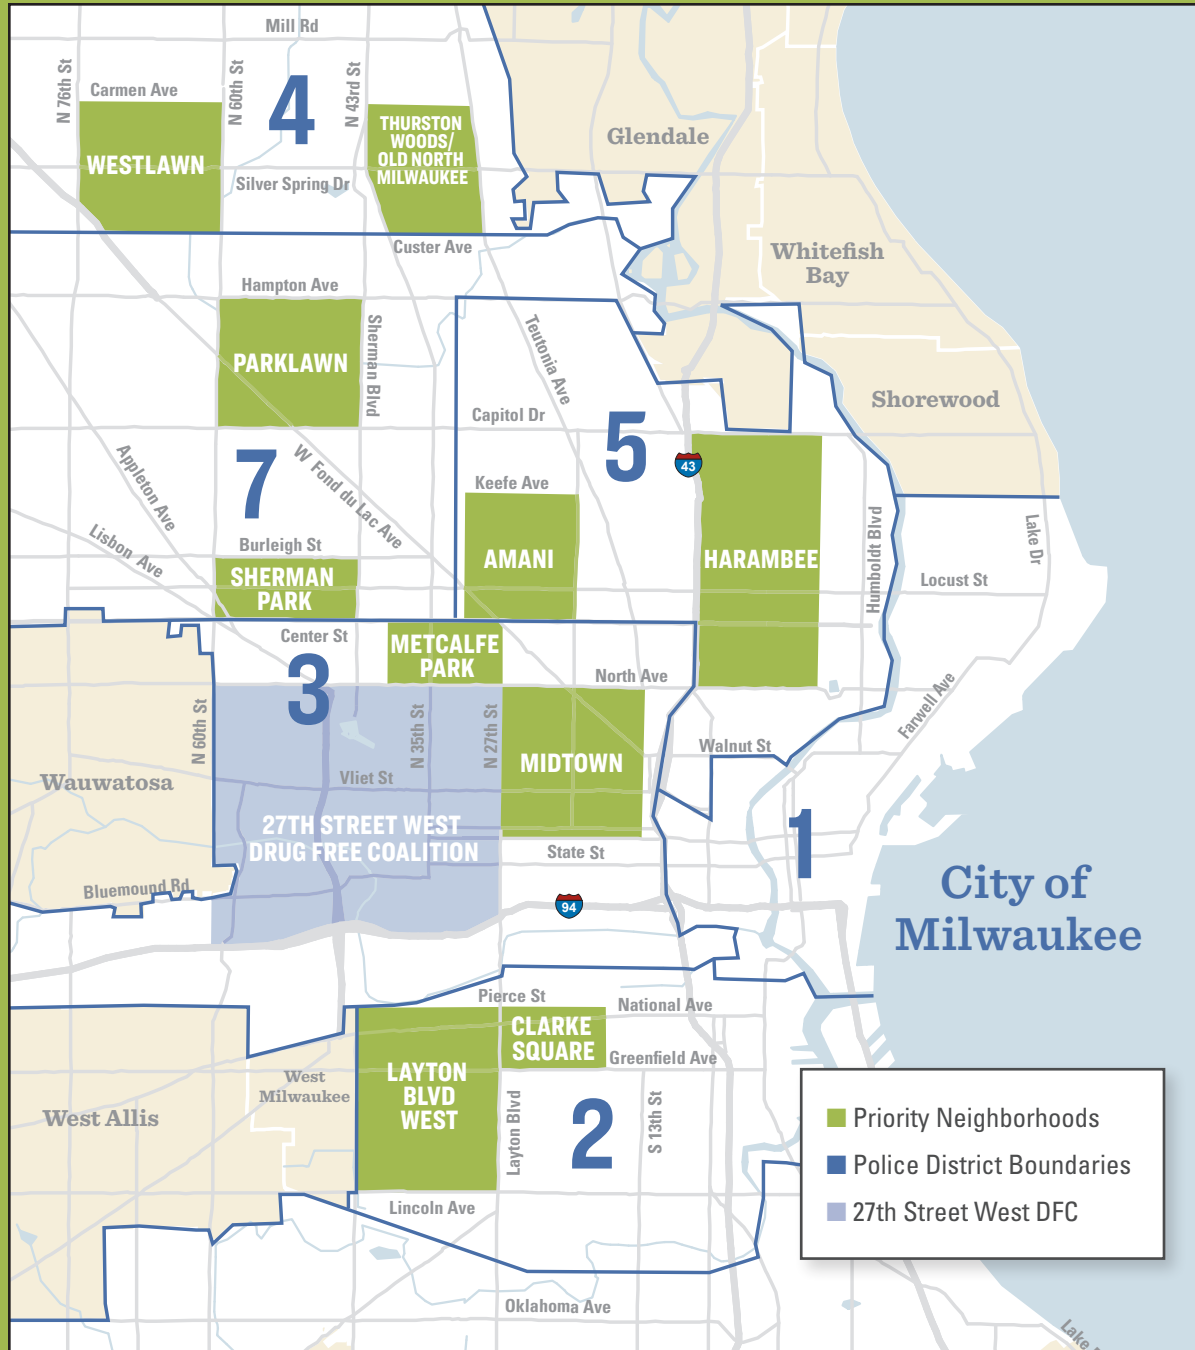 Mill Rd
N 76th St
Carmen Ave
N 60th St
4
N 43rd St
WESTLAWN
THURSTON
WOODS/
OLD NORTH
MILWAUKEE
Silver Spring Dr
Glendale
Custer Ave
Whitefish
Bay
Hampton Ave
PARKLAWN
Sherman Blvd
Teutonia Ave
Shorewood
Capitol Dr
5
43
7
Appleton Ave
W Fond du Lac Ave
Lisbon Ave
Keefe Ave
AMANI
HARAMBEE
Humboldt Blvd
Lake Dr
Locust St
Burleigh St
SHERMAN
PARK
Center St
METCALFE
PARK
3
North Ave
N 60th St
N 35th St
N 27th St
Farwell Ave
Walnut St
MIDTOWN
Wauwatosa
Vliet St
27TH STREET WEST
DRUG FREE COALITION
1
State St
Bluemound Rd
94
City of
Milwaukee
Pierce St
National Ave
CLARKE
SQUARE
Greenfield Ave
LAYTON
BLVD
WEST
West
Milwaukee
West Allis
Layton Blvd
2
S 13th St
Priority Neighborhoods
Police District Boundaries
27th Street West DFC
Lincoln Ave
Oklahoma Ave
Lake